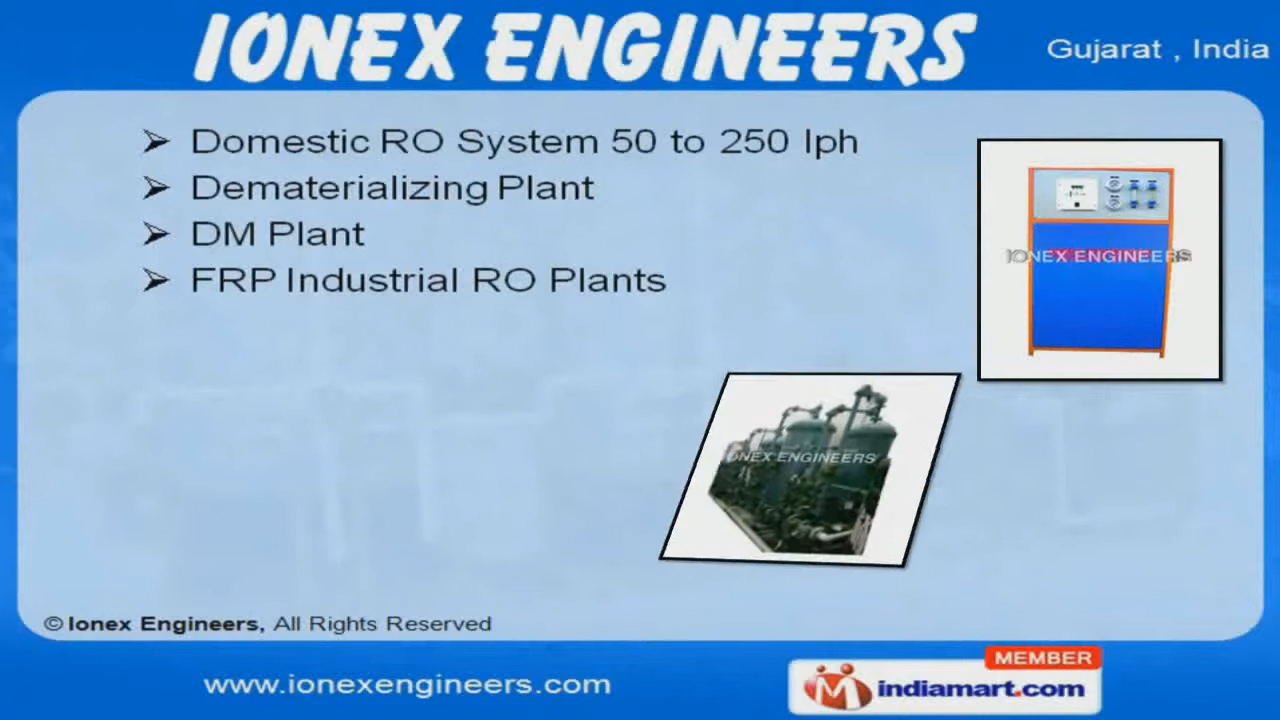 IONEX ENGINEERS
Gujarat , India
➢ Domestic RO System 50 to 250 lph
➢ Dematerializing Plant
➢ DM Plant
➢ FRP Industrial RO Plants
IONEX ENGINEERS
IONEX ENGINEERS
© Ionex Engineers, All Rights Reserved
www.ionexengineers.com
MEMBER
indiamart.com